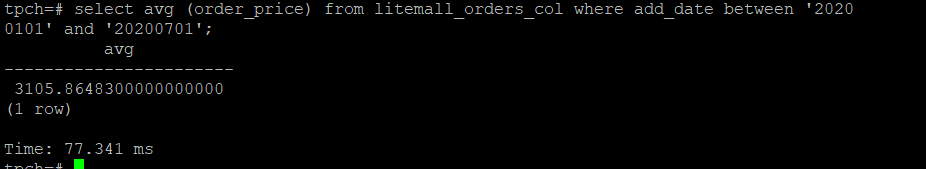 tpch=# select avg (order_price) from litemall_orders_col where add_date between '2020
0101' and '20200701';
          avg
-----------------------
 3105.8648300000000000
(1 row)

Time: 77.341 ms
tpch=#